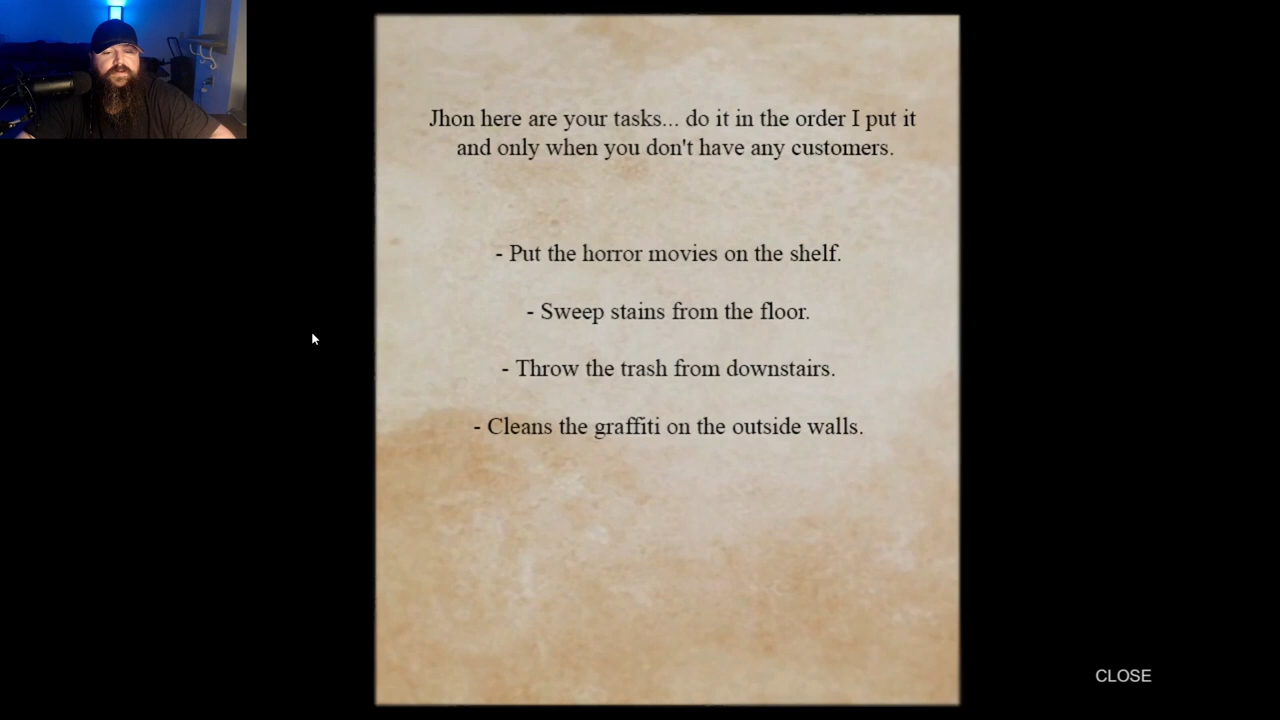 Jhon here are your tasks... do it in the order I put it
and only when you don't have any customers.
- Put the horror movies on the shelf.
- Sweep stains from the floor.
- Throw the trash from downstairs.
- Cleans the graffiti on the outside walls.
CLOSE